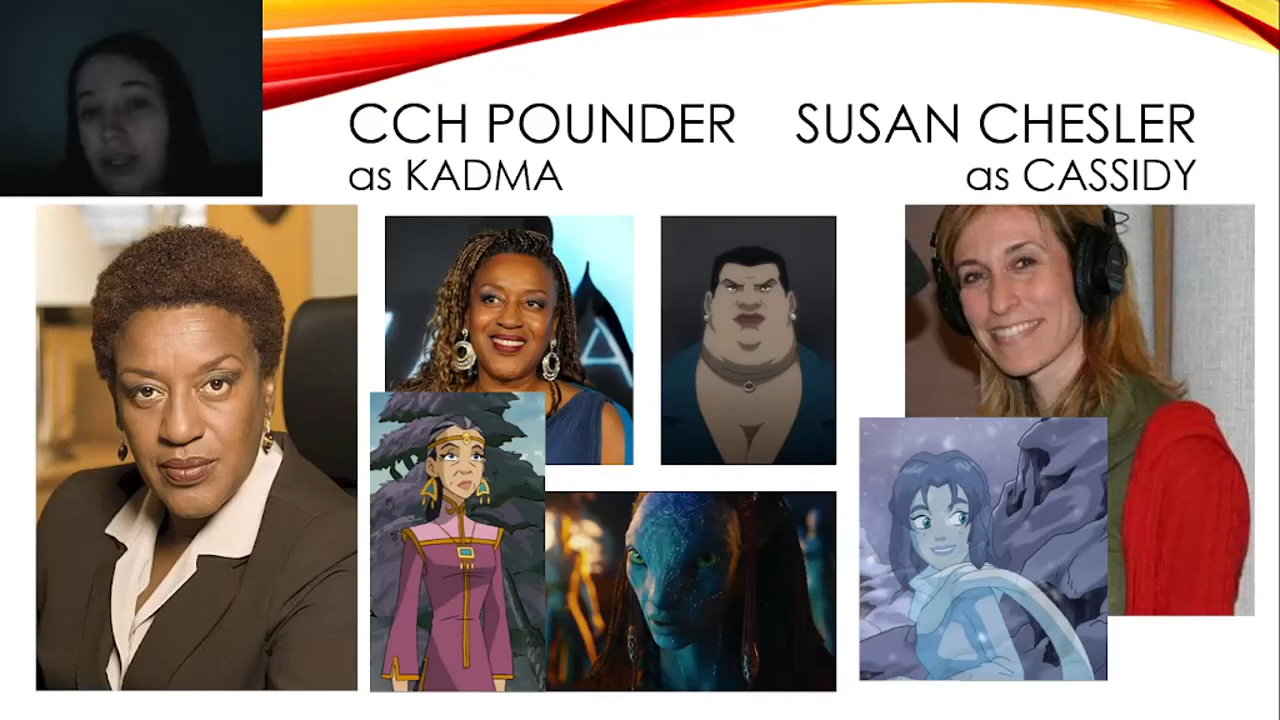 CCH POUNDER
as KADMA
SUSAN CHESLER
as CASSIDY